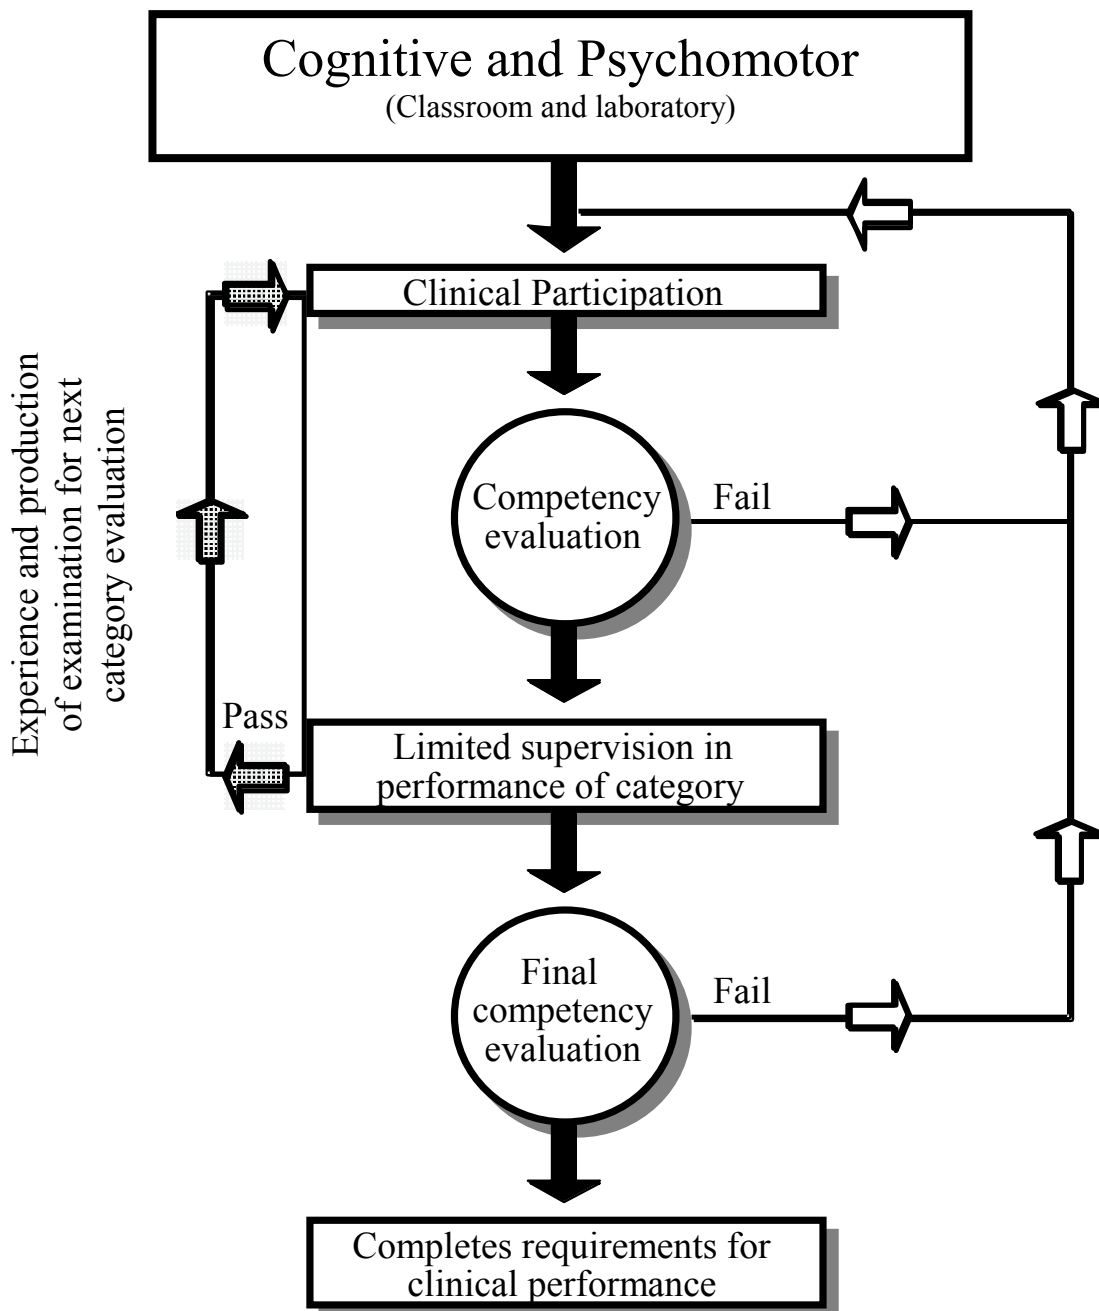 Cognitive and Psychomotor
(Classroom and laboratory)
Clinical Participation
Experience and production
of examination for next
category evaluation
Competency
evaluation
Fail
Pass
Limited supervision in
performance of category
Final
competency
evaluation
Fail
Completes requirements for
clinical performance